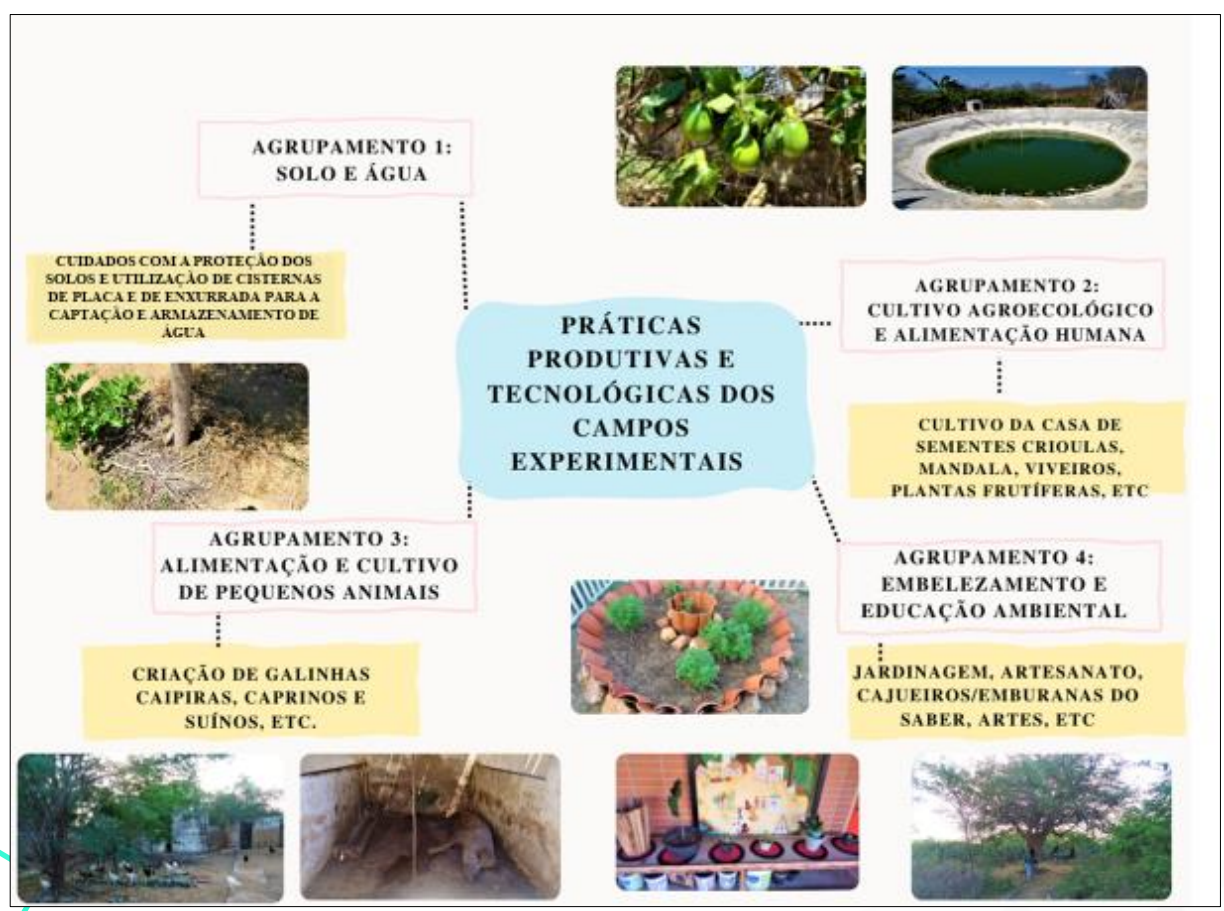 AGRUPAMENTO 1:
SOLO E ÁGUA
CUIDADOS COM A PROTEÇÃO DOS
SOLOS E UTILIZAÇÃO DE CISTERNAS
DE PLACA E DE ENXURRADA PARA A
CAPTAÇÃO E ARMAZENAMENTO DE
ÁGUA
PRÁTICAS
PRODUTIVAS E
TECNOLÓGICAS DOS
CAMPOS
EXPERIMENTAIS
AGRUPAMENTO 2:
CULTIVO AGROECOLÓGICO
E ALIMENTAÇÃO HUMANA
CULTIVO DA CASA DE
SEMENTES CRIOULAS,
MANDALA, VIVEIROS,
PLANTAS FRUTÍFERAS, ETC
AGRUPAMENTO 3:
ALIMENTAÇÃO E CULTIVO
DE PEQUENOS ANIMAIS
CRIAÇÃO DE GALINHAS
CAIPIRAS, CAPRINOS E
SUÍNOS, ETC.
AGRUPAMENTO 4:
EMBELEZAMENTO E
EDUCAÇÃO AMBIENTAL
JARDINAGEM, ARTESANATO,
CAJUEIROS/EMBURANAS DO
SABER, ARTES, ETC